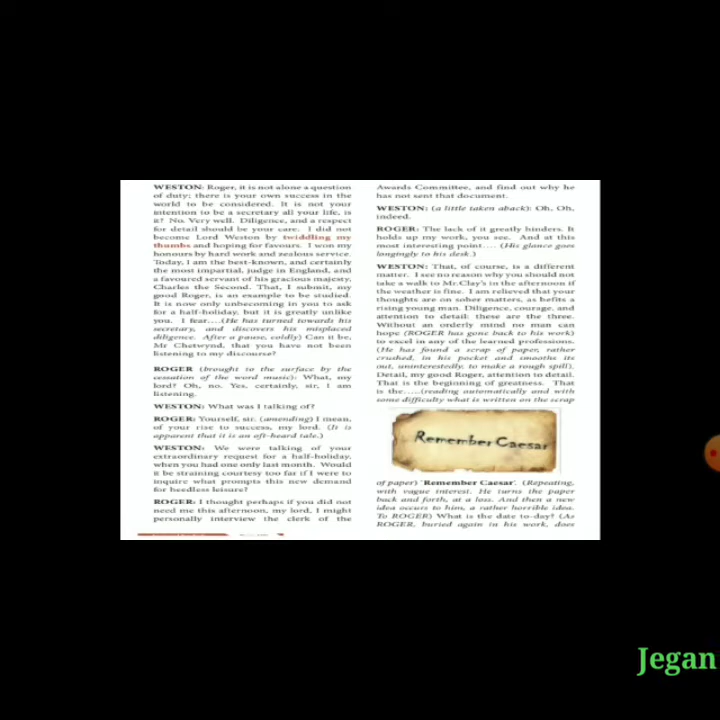 WESTON: Roger, it is not alone a question
of duty; there is your own success in the
world to be considered. It is not your
intention to be a secretary all your life, is
it? No. Very well. Diligence, and a respect
for detail should be your care. I did not
become Lord Weston by twiddling my
thumbs and hoping for favours. I won my
honours by hard work and zealous service.
Today, I am the best-known, and certainly
the most impartial, judge in England, and
a favoured servant of his gracious majesty,
Charles the Second. That, I submit, my
good Roger, is an example to be studied.
It is now only unbecoming in you to ask
for a half-holiday, but it is greatly unlike
you. I fear....(He has turned towards his
secretary, and discovers his misplaced
diligence. After a pause, coldly) Can it be,
Mr Chetwynd, that you have not been
listening to my discourse?
ROGER (brought to the surface by the
cessation of the word music): What, my
lord? Oh, no. Yes, certainly, sir, I am
listening.
WESTON: What was I talking of?
ROGER: Yourself, sir. (amending) I mean,
of your rise to success, my lord. (It is
apparent that it is an oft-heard tale.)
WESTON: We were talking of your
extraordinary request for a half-holiday,
when you had one only last month. Would
it be straining courtesy too far if I were to
inquire what prompts this new demand
for heedless leisure?
ROGER: I thought perhaps if you did not
need me this afternoon, my lord, I might
personally interview the clerk of the
Awards Committee, and find out why he
has not sent that document.
WESTON: (a little taken aback): Oh, Oh,
indeed.
ROGER: The lack of it greatly hinders. It
holds up my work, you see. And at this
most interesting point.... (His glance goes
longingly to his desk.)
WESTON: That, of course, is a different
matter. I see no reason why you should not
take a walk to Mr.Clay's in the afternoon if
the weather is fine. I am relieved that your
thoughts are on sober matters, as befits a
rising young man. Diligence, courage, and
attention to detail: these are the three.
Without an orderly mind no man can
hope (ROGER has gone back to his work)
to excel in any of the learned professions.
(He has found a scrap of paper, rather
crushed, in his pocket and smooths its
out, uninterestedly, to make a rough spill).
Detail, my good Roger, attention to detail.
That is the beginning of greatness. That
is the.....(reading automatically and with
some difficulty what is written on the scrap
Remember Caesar
of paper) 'Remember Caesar'. (Repeating,
with vague interest. He turns the paper
back and forth, at a loss. And then a new
idea occurs to him, a rather horrible idea.
To ROGER) What is the date to-day? (As
ROGER, buried again in his work, does
Jegan